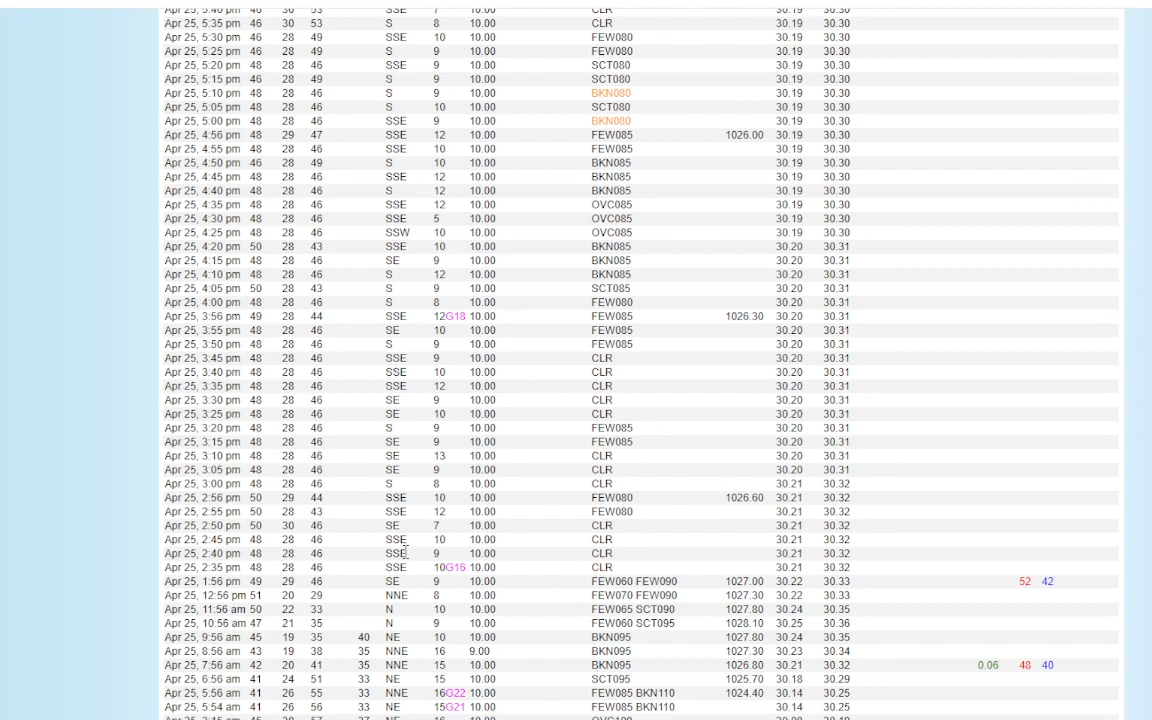 Apr 25, 5:40 pm 46 30 53 SSE 7 10.00 CLR 30.19 30.30
Apr 25, 5:35 pm 46 30 53 S 8 10.00 CLR 30.19 30.30
Apr 25, 5:30 pm 46 28 49 SSE 10 10.00 FEW080 30.19 30.30
Apr 25, 5:25 pm 46 28 49 S 9 10.00 FEW080 30.19 30.30
Apr 25, 5:20 pm 48 28 46 SSE 9 10.00 SCT080 30.19 30.30
Apr 25, 5:15 pm 46 28 49 S 9 10.00 SCT080 30.19 30.30
Apr 25, 5:10 pm 48 28 46 S 9 10.00 BKN080 30.19 30.30
Apr 25, 5:05 pm 48 28 46 S 10 10.00 SCT080 30.19 30.30
Apr 25, 5:00 pm 48 28 46 SSE 9 10.00 BKN080 30.19 30.30
Apr 25, 4:56 pm 48 29 47 SSE 12 10.00 FEW085 1026.00 30.19 30.30
Apr 25, 4:55 pm 48 28 46 SSE 10 10.00 FEW085 30.19 30.30
Apr 25, 4:50 pm 46 28 49 S 10 10.00 BKN085 30.19 30.30
Apr 25, 4:45 pm 48 28 46 SSE 12 10.00 BKN085 30.19 30.30
Apr 25, 4:40 pm 48 28 46 S 12 10.00 BKN085 30.19 30.30
Apr 25, 4:35 pm 48 28 46 SSE 12 10.00 OVC085 30.19 30.30
Apr 25, 4:30 pm 48 28 46 SSE 5 10.00 OVC085 30.19 30.30
Apr 25, 4:25 pm 48 28 46 SSW 10 10.00 OVC085 30.19 30.30
Apr 25, 4:20 pm 50 28 43 SSE 10 10.00 BKN085 30.20 30.31
Apr 25, 4:15 pm 48 28 46 SE 9 10.00 BKN085 30.20 30.31
Apr 25, 4:10 pm 48 28 46 S 12 10.00 BKN085 30.20 30.31
Apr 25, 4:05 pm 50 28 43 S 9 10.00 SCT085 30.20 30.31
Apr 25, 4:00 pm 48 28 46 S 8 10.00 FEW080 30.20 30.31
Apr 25, 3:56 pm 49 28 44 SSE 12G18 10.00 FEW085 1026.30 30.20 30.31
Apr 25, 3:55 pm 48 28 46 SE 10 10.00 FEW085 30.20 30.31
Apr 25, 3:50 pm 48 28 46 S 9 10.00 FEW085 30.20 30.31
Apr 25, 3:45 pm 48 28 46 SSE 9 10.00 CLR 30.20 30.31
Apr 25, 3:40 pm 48 28 46 SSE 10 10.00 CLR 30.20 30.31
Apr 25, 3:35 pm 48 28 46 SSE 12 10.00 CLR 30.20 30.31
Apr 25, 3:30 pm 48 28 46 SE 9 10.00 CLR 30.20 30.31
Apr 25, 3:25 pm 48 28 46 SE 10 10.00 CLR 30.20 30.31
Apr 25, 3:20 pm 48 28 46 S 9 10.00 FEW085 30.20 30.31
Apr 25, 3:15 pm 48 28 46 SE 9 10.00 FEW085 30.20 30.31
Apr 25, 3:10 pm 48 28 46 SE 13 10.00 CLR 30.20 30.31
Apr 25, 3:05 pm 48 28 46 SE 9 10.00 CLR 30.20 30.31
Apr 25, 3:00 pm 48 28 46 S 8 10.00 CLR 30.21 30.32
Apr 25, 2:56 pm 50 29 44 SSE 10 10.00 FEW080 1026.60 30.21 30.32
Apr 25, 2:55 pm 50 28 43 SSE 12 10.00 FEW080 30.21 30.32
Apr 25, 2:50 pm 50 30 46 SE 7 10.00 CLR 30.21 30.32
Apr 25, 2:45 pm 48 28 46 SSE 10 10.00 CLR 30.21 30.32
Apr 25, 2:40 pm 48 28 46 SSE 9 10.00 CLR 30.21 30.32
Apr 25, 2:35 pm 48 28 46 SSE 10G16 10.00 CLR 30.21 30.32
Apr 25, 1:56 pm 49 29 46 SE 9 10.00 FEW060 FEW090 1027.00 30.22 30.33 52 42
Apr 25, 12:56 pm 51 20 29 NNE 8 10.00 FEW070 FEW090 1027.30 30.22 30.33
Apr 25, 11:56 am 50 22 33 N 10 10.00 FEW065 SCT090 1027.80 30.24 30.35
Apr 25, 10:56 am 47 21 35 N 9 10.00 FEW060 SCT095 1028.10 30.25 30.36
Apr 25, 9:56 am 45 19 35 40 NE 10 10.00 BKN095 1027.80 30.24 30.35
Apr 25, 8:56 am 43 19 38 35 NNE 16 9.00 BKN095 1027.30 30.23 30.34
Apr 25, 7:56 am 42 20 41 35 NNE 15 10.00 BKN095 1026.80 30.21 30.32 0.06 48 40
Apr 25, 6:56 am 41 24 51 33 NE 15 10.00 SCT095 1025.70 30.18 30.29
Apr 25, 5:56 am 41 26 55 33 NNE 16G22 10.00 FEW085 BKN110 1024.40 30.14 30.25
Apr 25, 5:54 am 41 26 56 33 NE 15G21 10.00 FEW085 BKN110 30.14 30.25